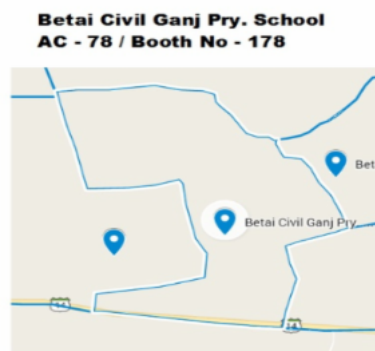 Betai Civil Ganj Pry. School
AC - 78 / Booth No - 178
Bet
Betai Civil Ganj Pry